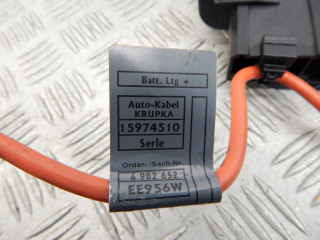 Batt. Ltg +
Auto-Kabel
KRUPKA
15974510
Serie
Order- /Sach-Nr.
6 982 652
EE956W